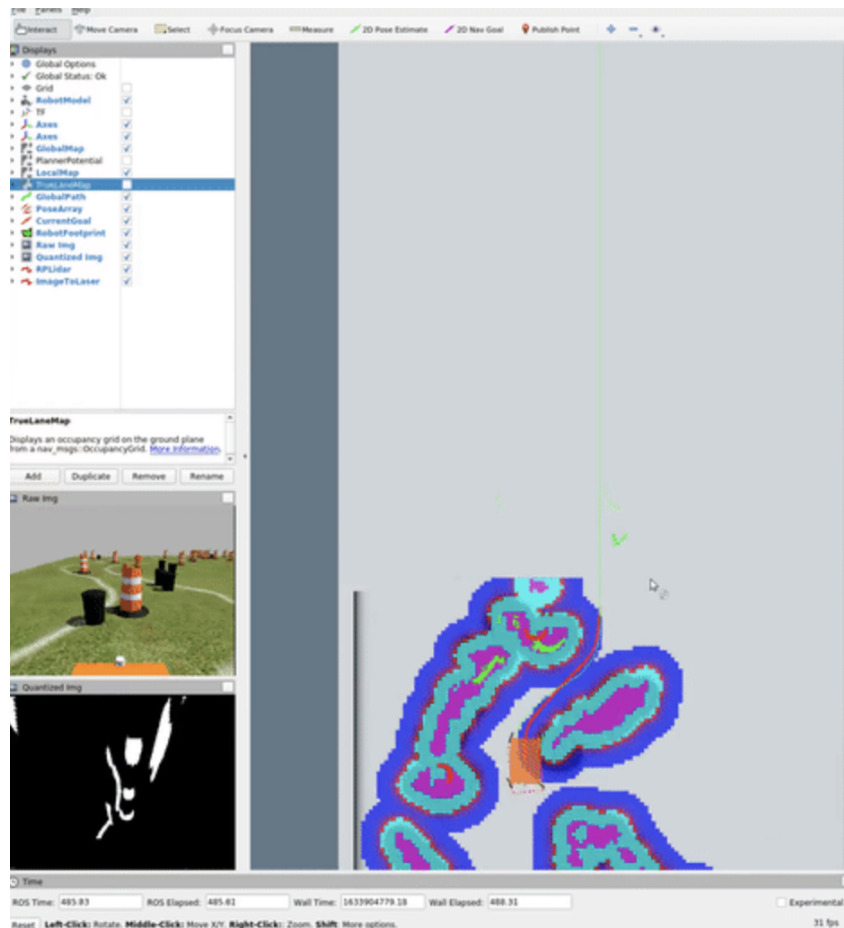 File Panels Help
Interact Move Camera Select Focus Camera Measure 2D Pose Estimate 2D Nav Goal Publish Point
Displays
Global Options
Global Status: Ok
Grid
RobotModel
TF
Axes
Axes
GlobalMap
PlannerPotential
LocalMap
TrueLaneMap
GlobalPath
PoseArray
CurrentGoal
RobotFootprint
Raw Img
Quantized Img
RPLidar
ImageToLaser
TrueLaneMap
Displays an occupancy grid on the ground plane
from a nav_msgs::OccupancyGrid. More Information.
Add Duplicate Remove Rename
Raw Img
Quantized Img
Time
ROS Time: 485.83 ROS Elapsed: 485.61 Wall Time: 1633904779.18 Wall Elapsed: 488.31 Experimental
Reset Left-Click: Rotate. Middle-Click: Move X/Y. Right-Click: Zoom. Shift: More options. 31 fps